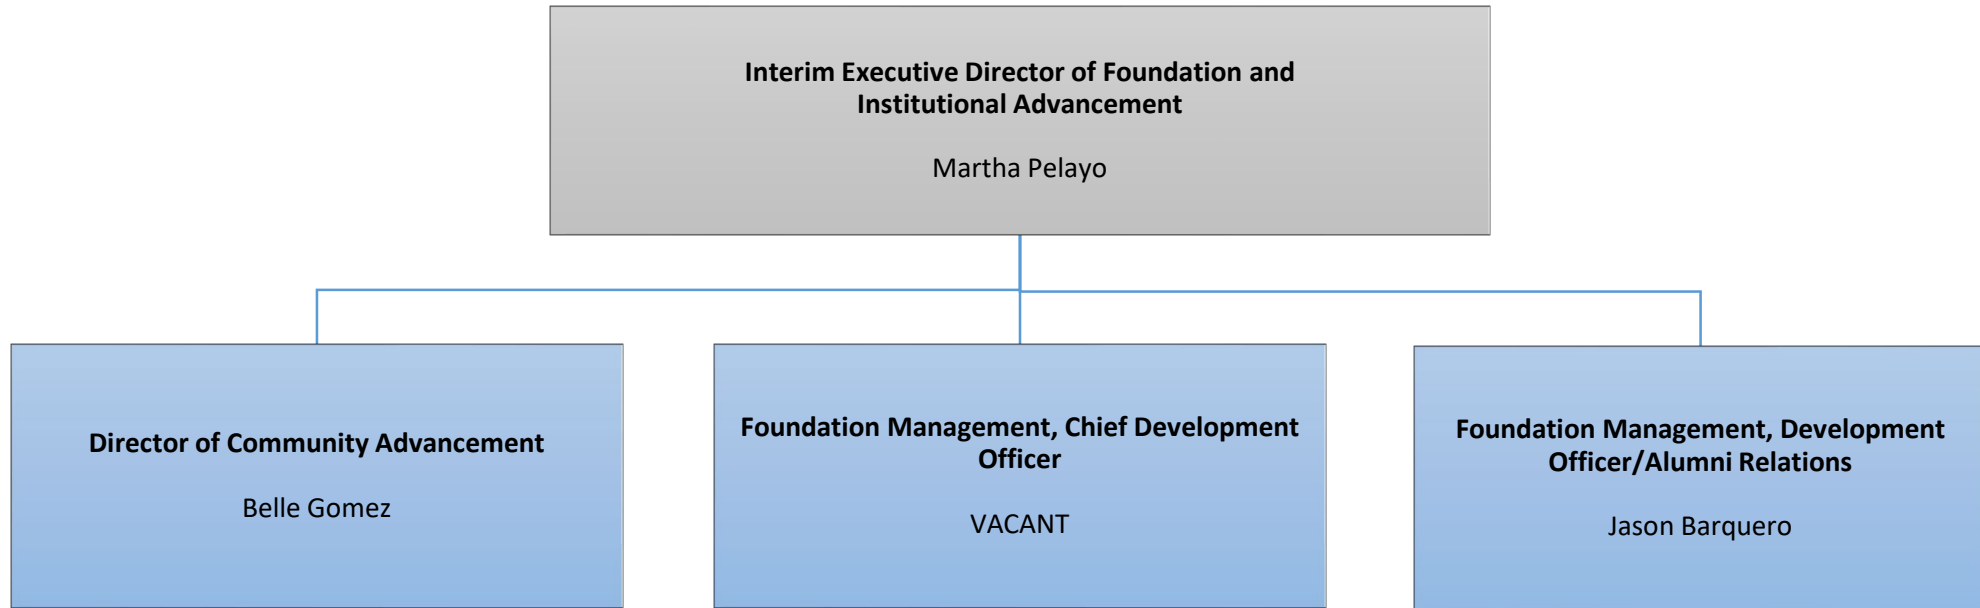 Interim Executive Director of Foundation and
Institutional Advancement
Martha Pelayo
Director of Community Advancement
Belle Gomez
Foundation Management, Chief Development
Officer
VACANT
Foundation Management, Development
Officer/Alumni Relations
Jason Barquero